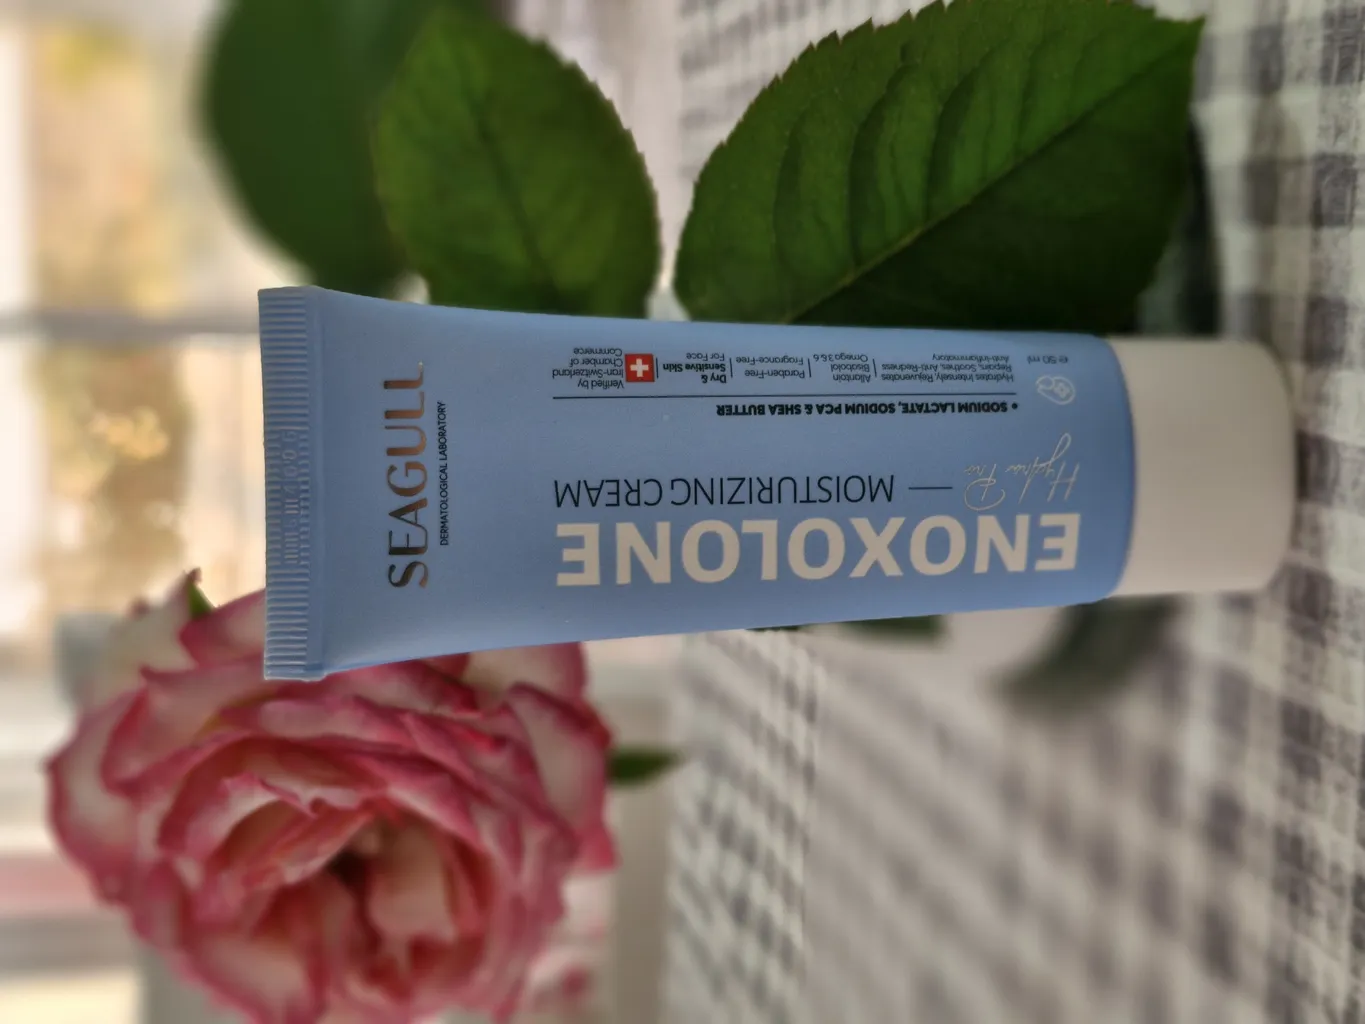 SEAGULL
DERMATOLOGICAL LABORATORY
ENOXOLONE
MOISTURIZING CREAM
Hydra Pro
• SODIUM LACTATE, SODIUM PCA & SHEA BUTTER
Hydrates Intensely, Rejuvenates
Repairs, Soothes, Anti-Redness
Anti-Inflammatory
Allantoin
Bisabolol
Omega 3 & 6
Paraben-Free
Fragrance-Free
Dry &
Sensitive Skin
For Face
Verified by
Iran-Switzerland
Chamber of
Commerce
e 50 ml